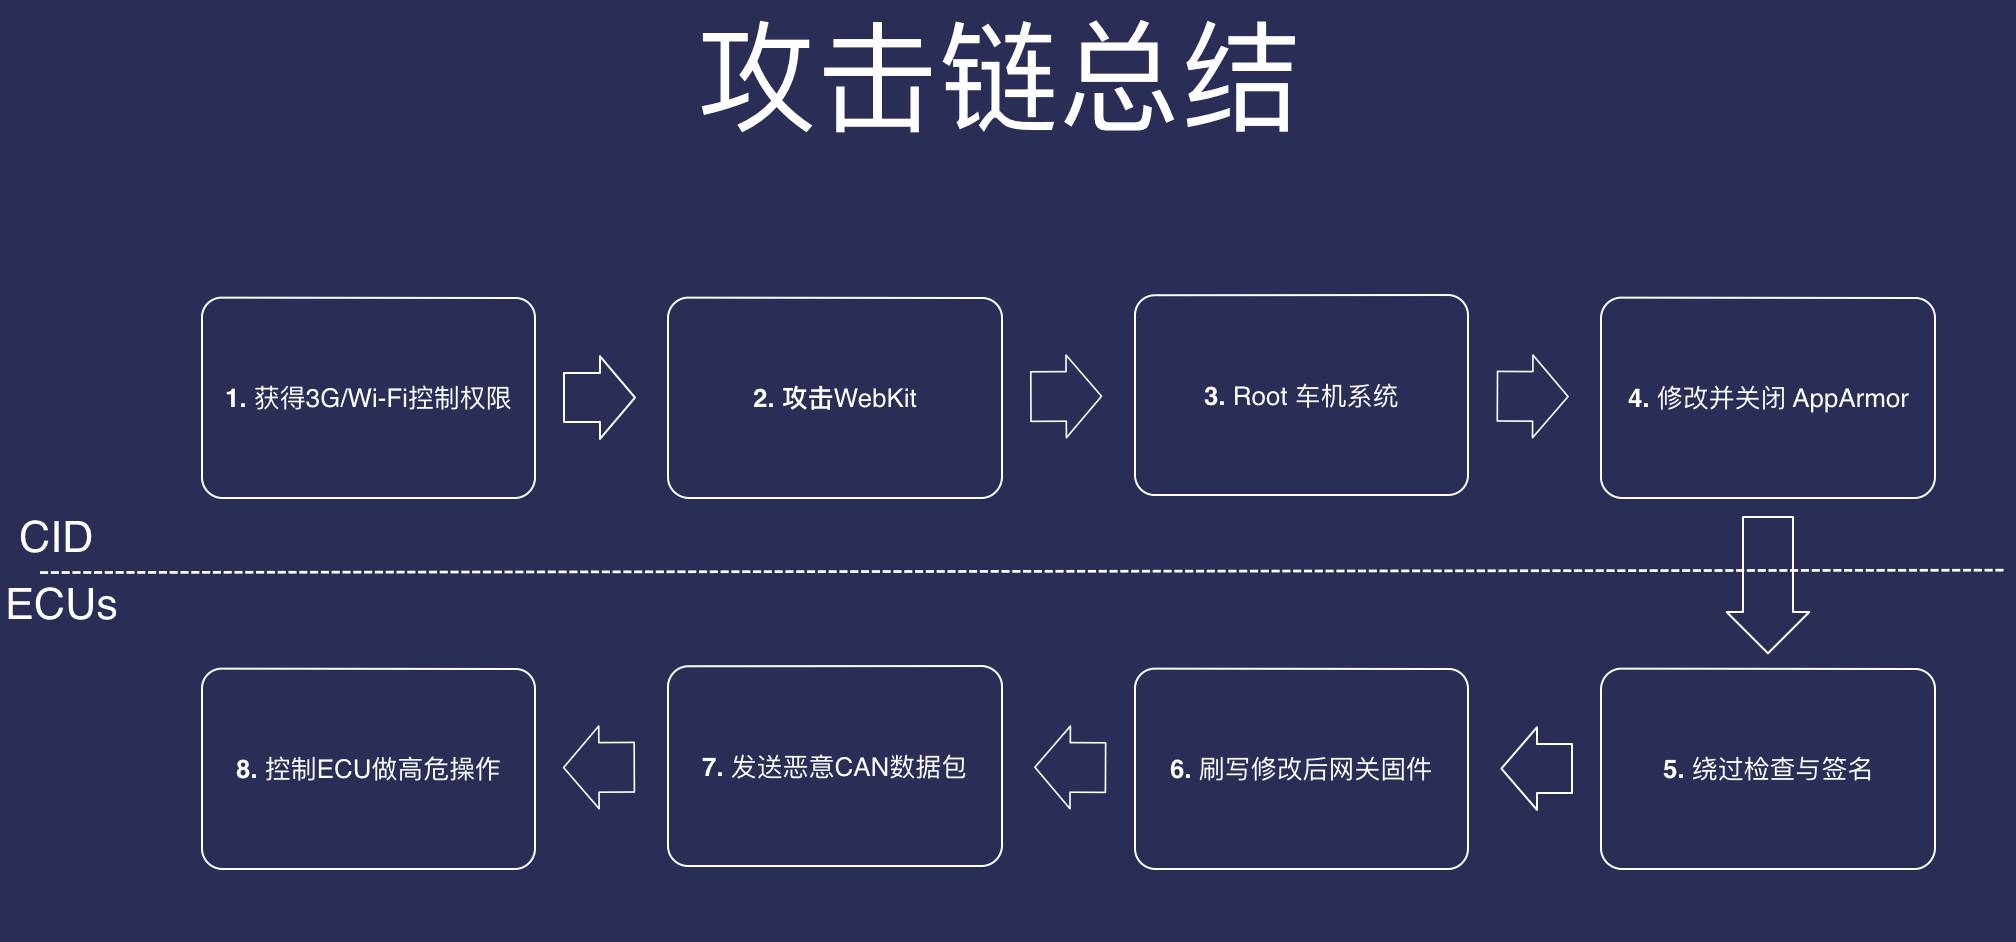 攻击链总结
1. 获得3G/Wi-Fi控制权限
2. 攻击WebKit
3. Root 车机系统
4. 修改并关闭 AppArmor
CID
ECUs
8. 控制ECU做高危操作
7. 发送恶意CAN数据包
6. 刷写修改后网关固件
5. 绕过检查与签名